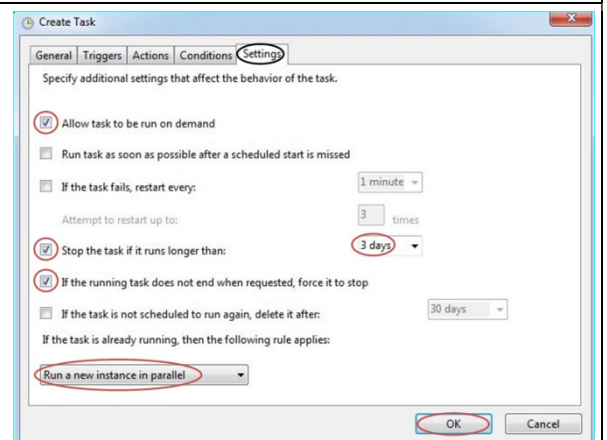 Create Task
General Triggers Actions Conditions Settings
Specify additional settings that affect the behavior of the task.
Allow task to be run on demand
Run task as soon as possible after a scheduled start is missed
If the task fails, restart every: 1 minute
Attempt to restart up to: 3 times
Stop the task if it runs longer than: 3 days
If the running task does not end when requested, force it to stop
If the task is not scheduled to run again, delete it after: 30 days
If the task is already running, then the following rule applies:
Run a new instance in parallel
OK Cancel